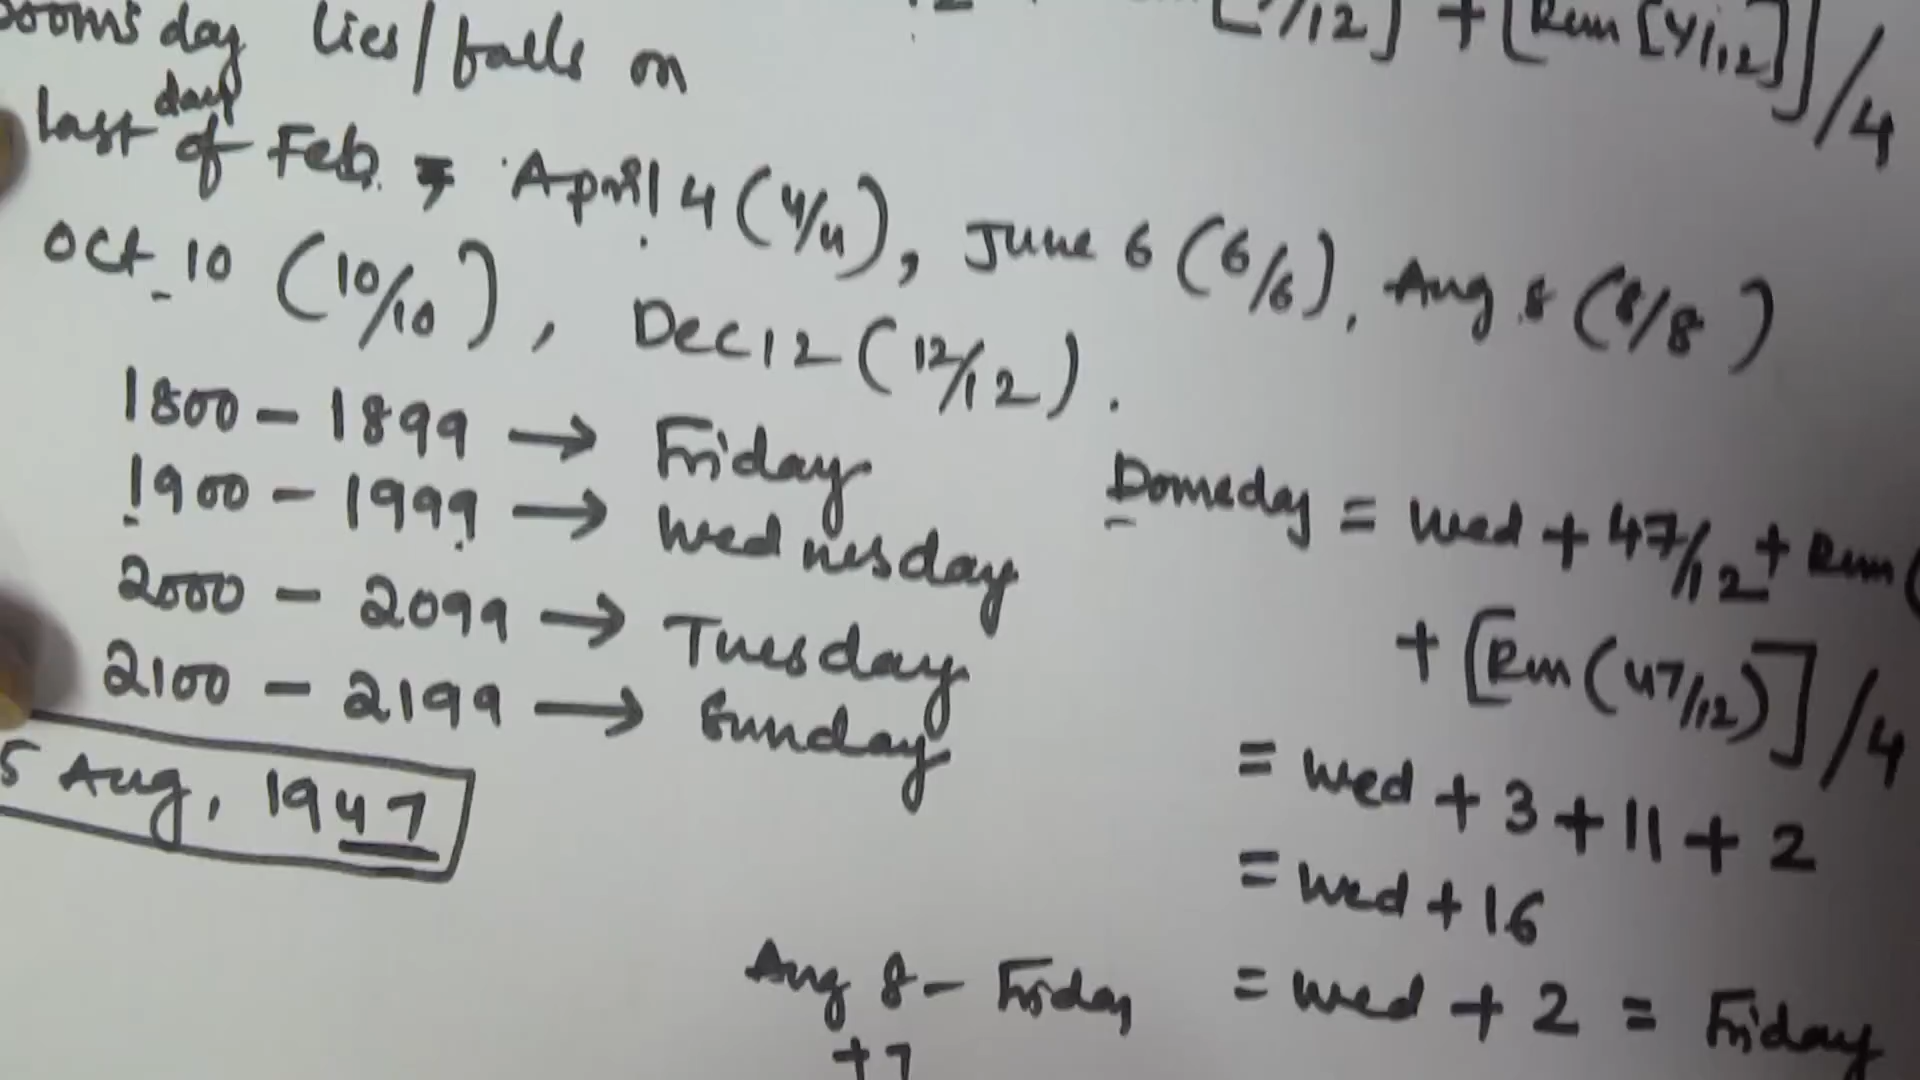 Dooms day lies/falls on
last day of Feb, April 4 (4/4), June 6 (6/6), Aug 8 (8/8)
Oct 10 (10/10), Dec 12 (12/12).
1800 - 1899 → Friday
1900 - 1999 → Wednesday
2000 - 2099 → Tuesday
2100 - 2199 → Sunday
5 Aug, 1947
/12] + [Rem [Y/12]]/4
Domeday = Wed + 47/12 + Rem (
+ [Rem (47/12)]/4
= Wed + 3 + 11 + 2
= Wed + 16
= Wed + 2 = Friday
Aug 8 - Friday
+7